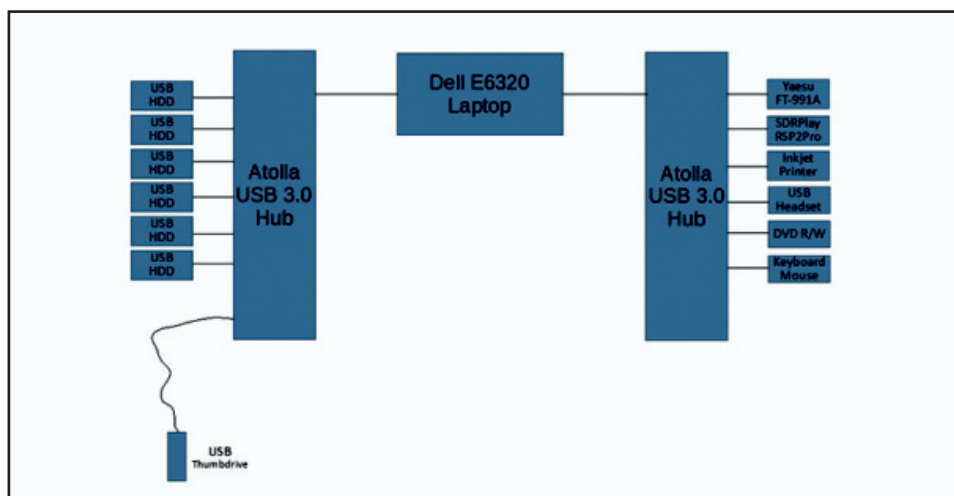 Dell E6320
Laptop
USB
HDD
USB
HDD
USB
HDD
USB
HDD
USB
HDD
USB
HDD
Atolla
USB 3.0
Hub
Atolla
USB 3.0
Hub
Yaesu
FT-991A
SDRPlay
RSP2Pro
Inkjet
Printer
USB
Headset
DVD R/W
Keyboard
Mouse
USB
Thumbdrive